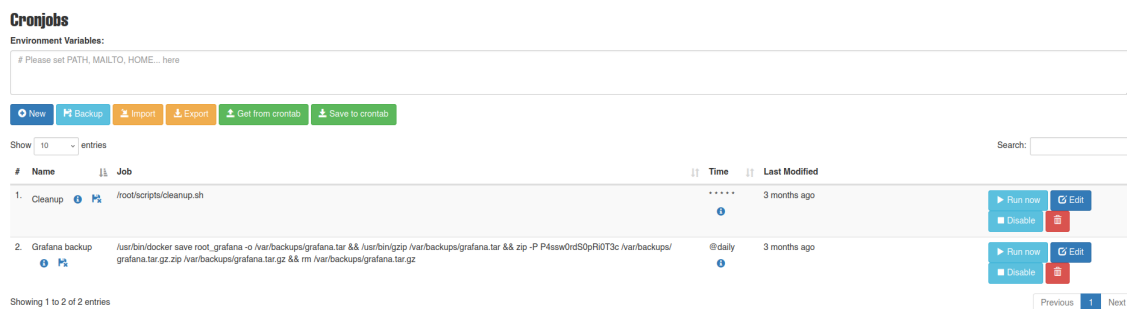 Cronjobs
Environment Variables:
# Please set PATH, MAILTO, HOME... here
New Backup Import Export Get from crontab Save to crontab
Show 10 entries Search:
# Name Job Time Last Modified
1. Cleanup /root/scripts/cleanup.sh * * * * * 3 months ago Run now Edit
Disable
2. Grafana backup /usr/bin/docker save root_grafana -o /var/backups/grafana.tar && /usr/bin/gzip /var/backups/grafana.tar && zip -P P4ssw0rdS0pRi0T3c /var/backups/ @daily 3 months ago Run now Edit
grafana.tar.gz.zip /var/backups/grafana.tar.gz && rm /var/backups/grafana.tar.gz
Disable
Showing 1 to 2 of 2 entries Previous 1 Next